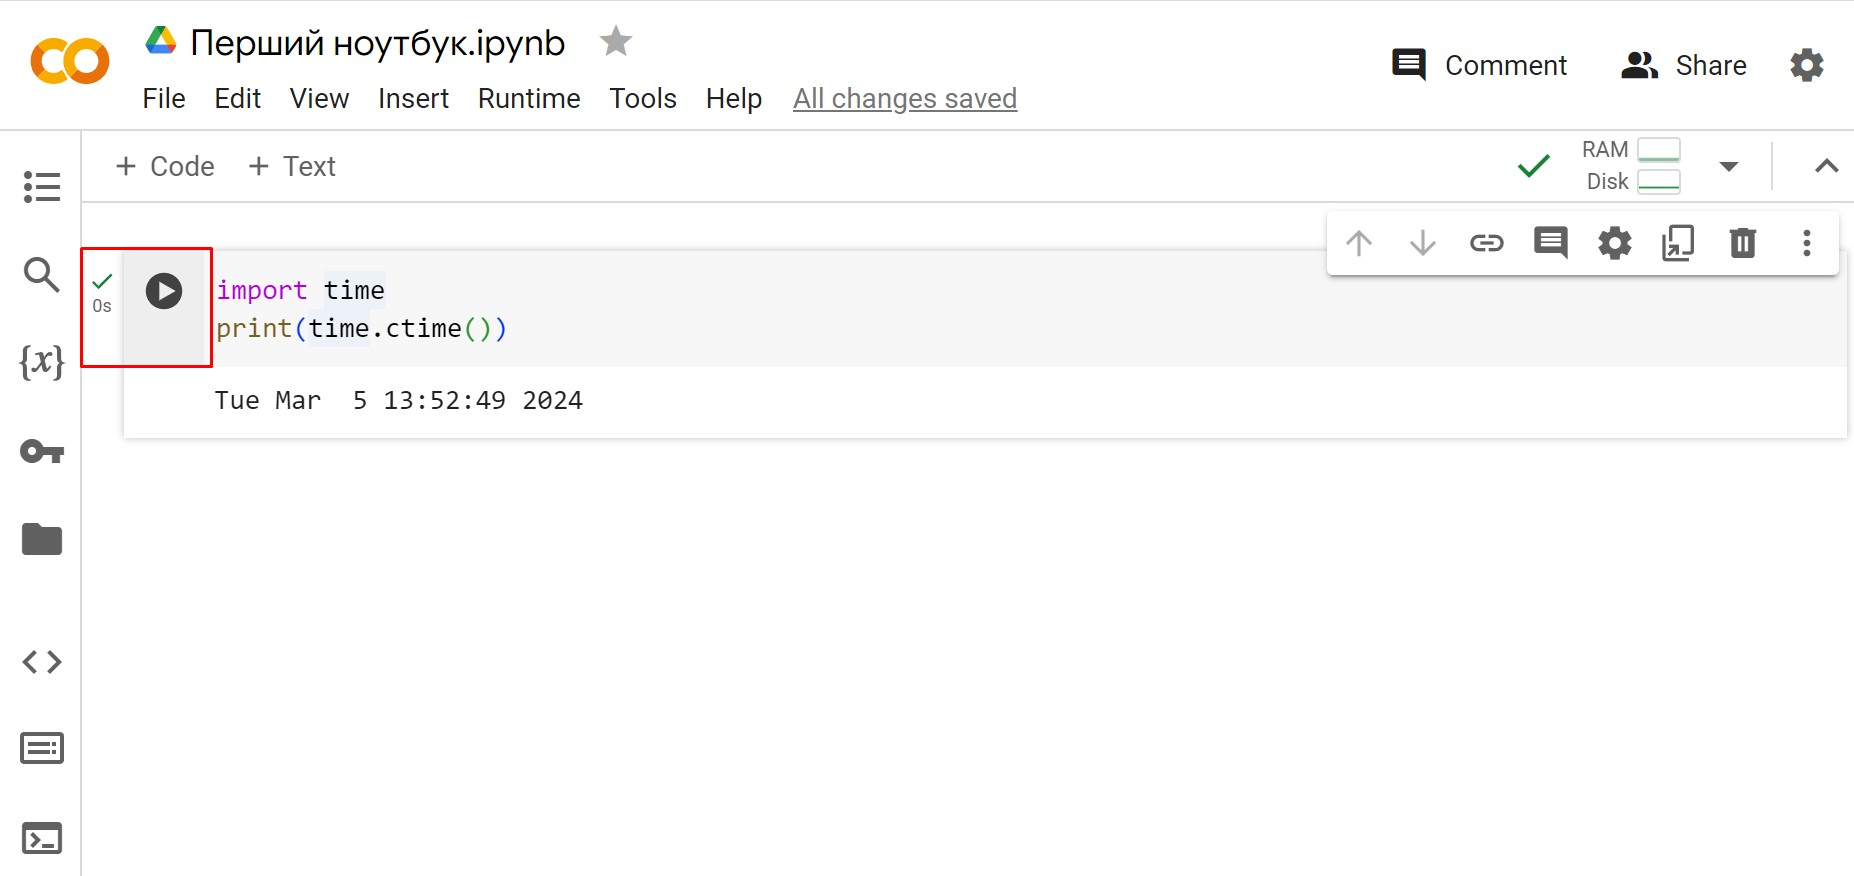 Перший ноутбук.ipynb
File Edit View Insert Runtime Tools Help All changes saved
Comment
Share
+ Code + Text
RAM
Disk
0s
import time
print(time.ctime())
Tue Mar  5 13:52:49 2024
{x}